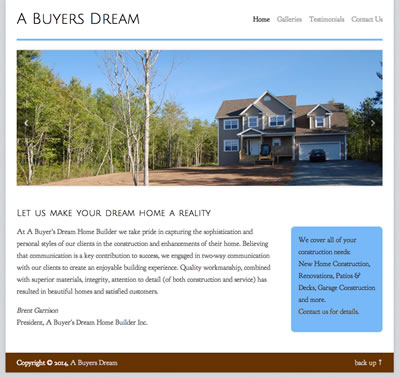 A Buyers Dream
Home Galleries Testimonials Contact Us
Let us make your dream home a reality
At A Buyer's Dream Home Builder we take pride in capturing the sophistication and
personal styles of our clients in the construction and enhancements of their home. Believing
that communication is a key contribution to success, we engaged in two-way communication
with our clients to create an enjoyable building experience. Quality workmanship, combined
with superior materials, integrity, attention to detail (of both construction and service) has
resulted in beautiful homes and satisfied customers.
Brent Garrison
President, A Buyer's Dream Home Builder Inc.
We cover all of your
construction needs:
New Home Construction,
Renovations, Patios &
Decks, Garage Construction
and more.
Contact us for details.
Copyright © 2014, A Buyers Dream
back up ↑